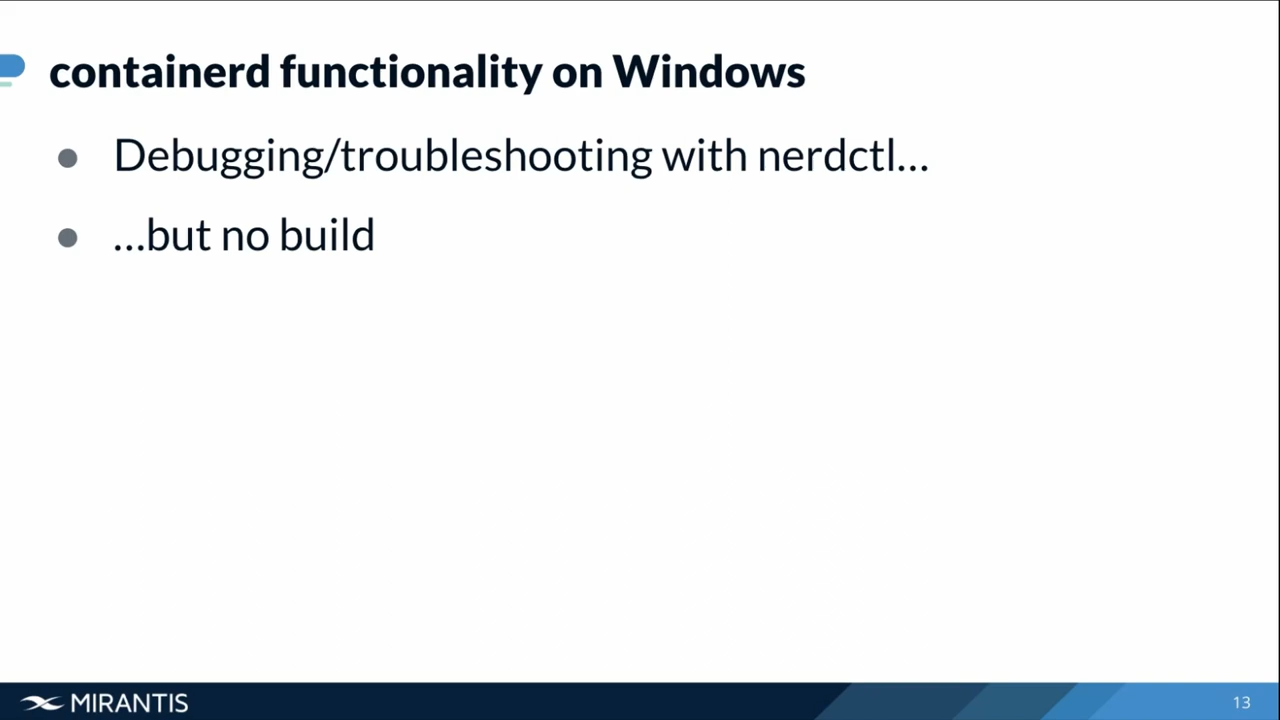 containerd functionality on Windows
● Debugging/troubleshooting with nerdctl...
● ...but no build
MIRANTIS
13